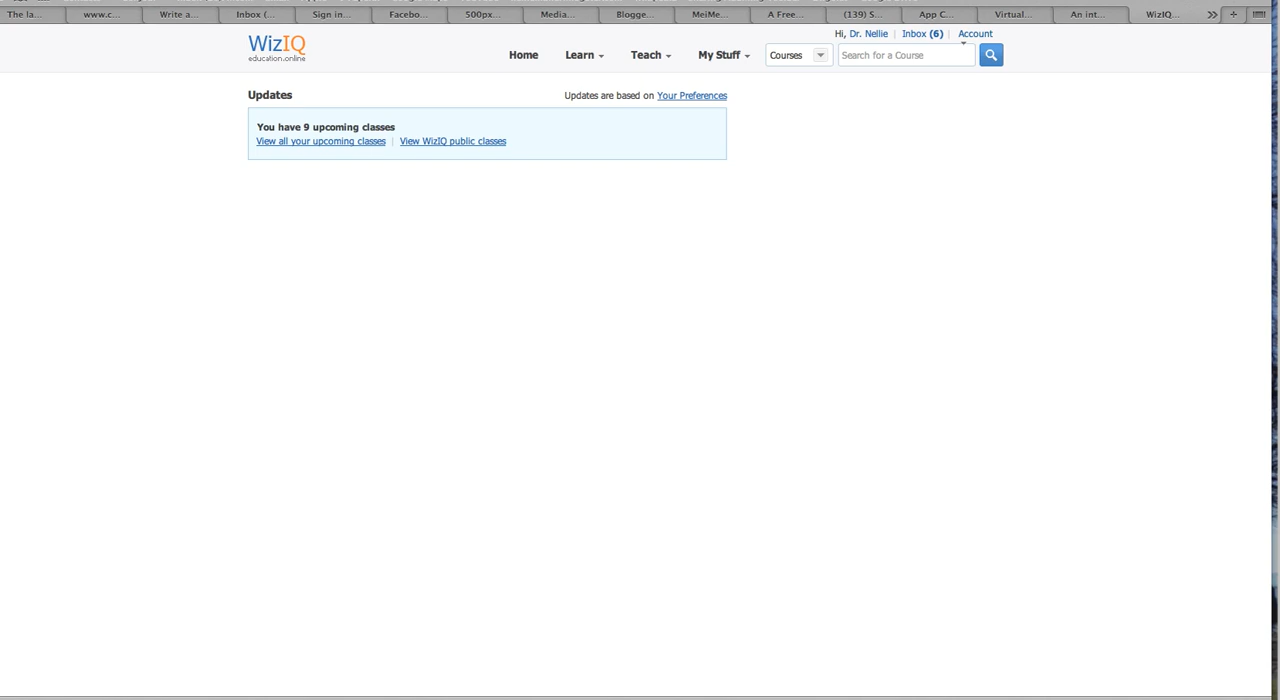 The la... www.c... Write a... Inbox (... Sign in... Facebo... 500px... Media... Blogge... MeiMe... A Free... (139) S... App C... Virtual... An int... WizIQ... >> +
Hi, Dr. Nellie | Inbox (6) | Account
WizIQ
education.online
Home Learn Teach My Stuff Courses Search for a Course
Updates Updates are based on Your Preferences
You have 9 upcoming classes
View all your upcoming classes | View WizIQ public classes